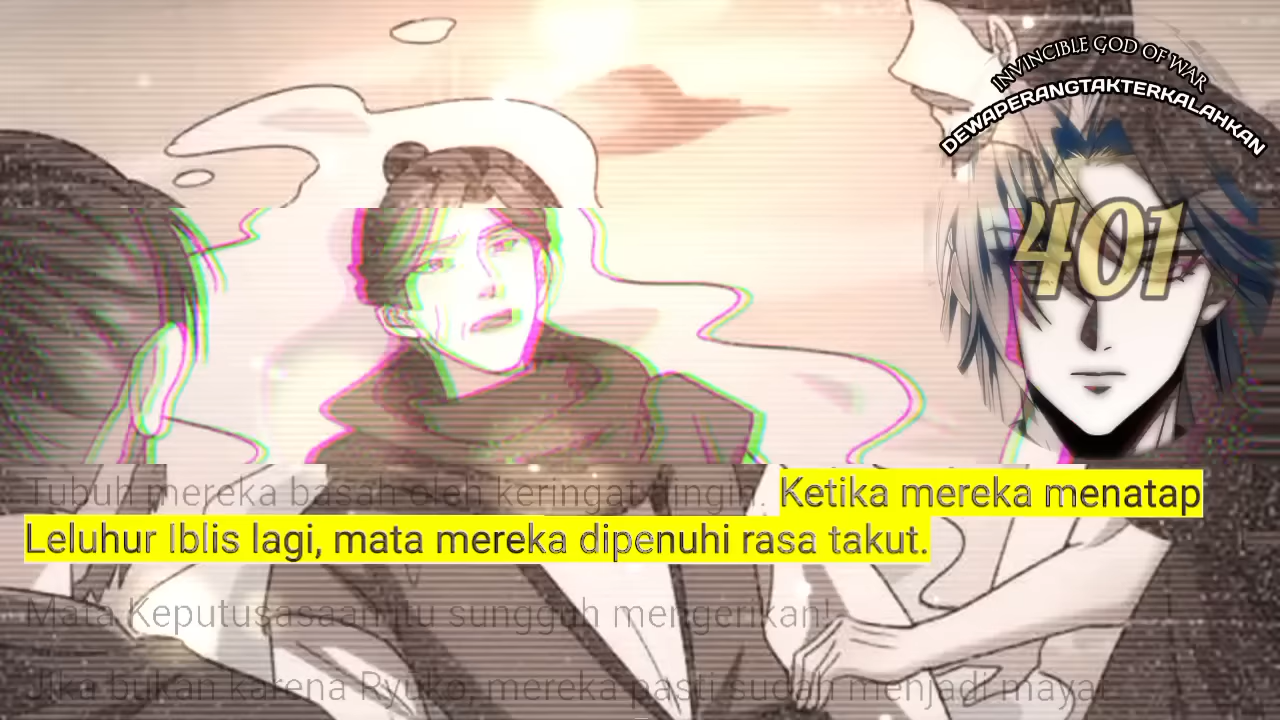 INVINCIBLE GOD OF WAR
DEWAPERANGTAKTERKALAHKAN
401
Tubuh mereka basah oleh keringat dingin. Ketika mereka menatap
Leluhur Iblis lagi, mata mereka dipenuhi rasa takut.
Mata Keputusasaan itu sungguh mengerikan!
Jika bukan karena Ryuko, mereka pasti sudah menjadi mayat.